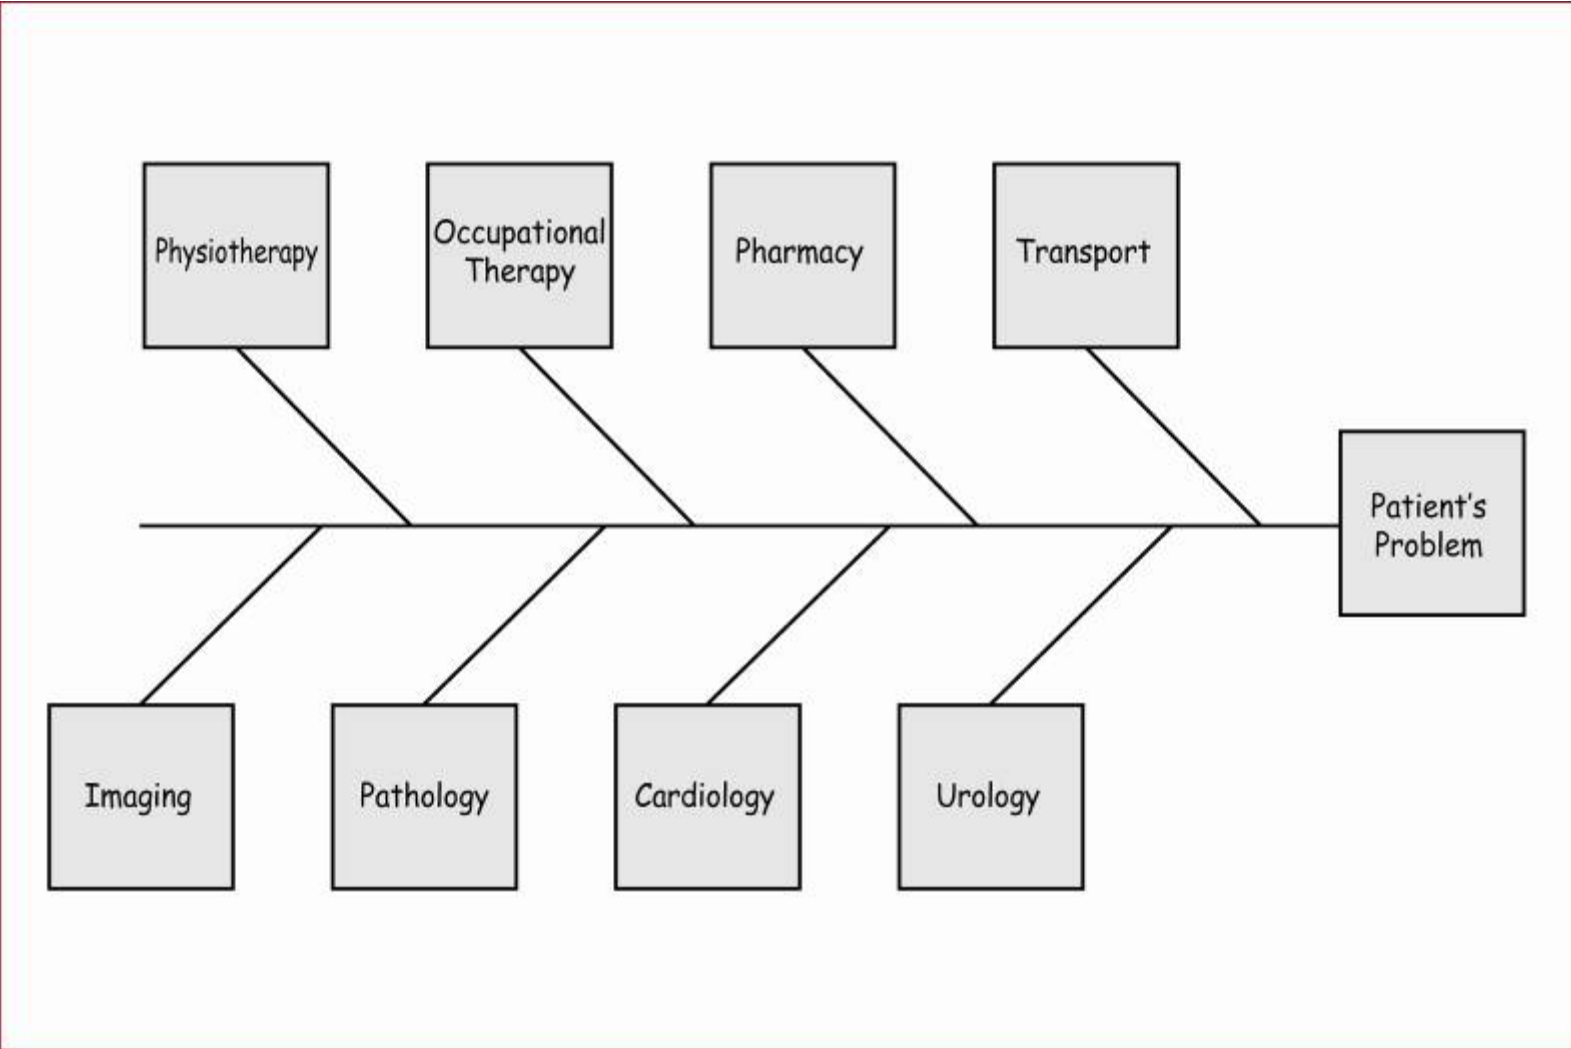 Physiotherapy
Occupational
Therapy
Pharmacy
Transport
Patient's
Problem
Imaging
Pathology
Cardiology
Urology